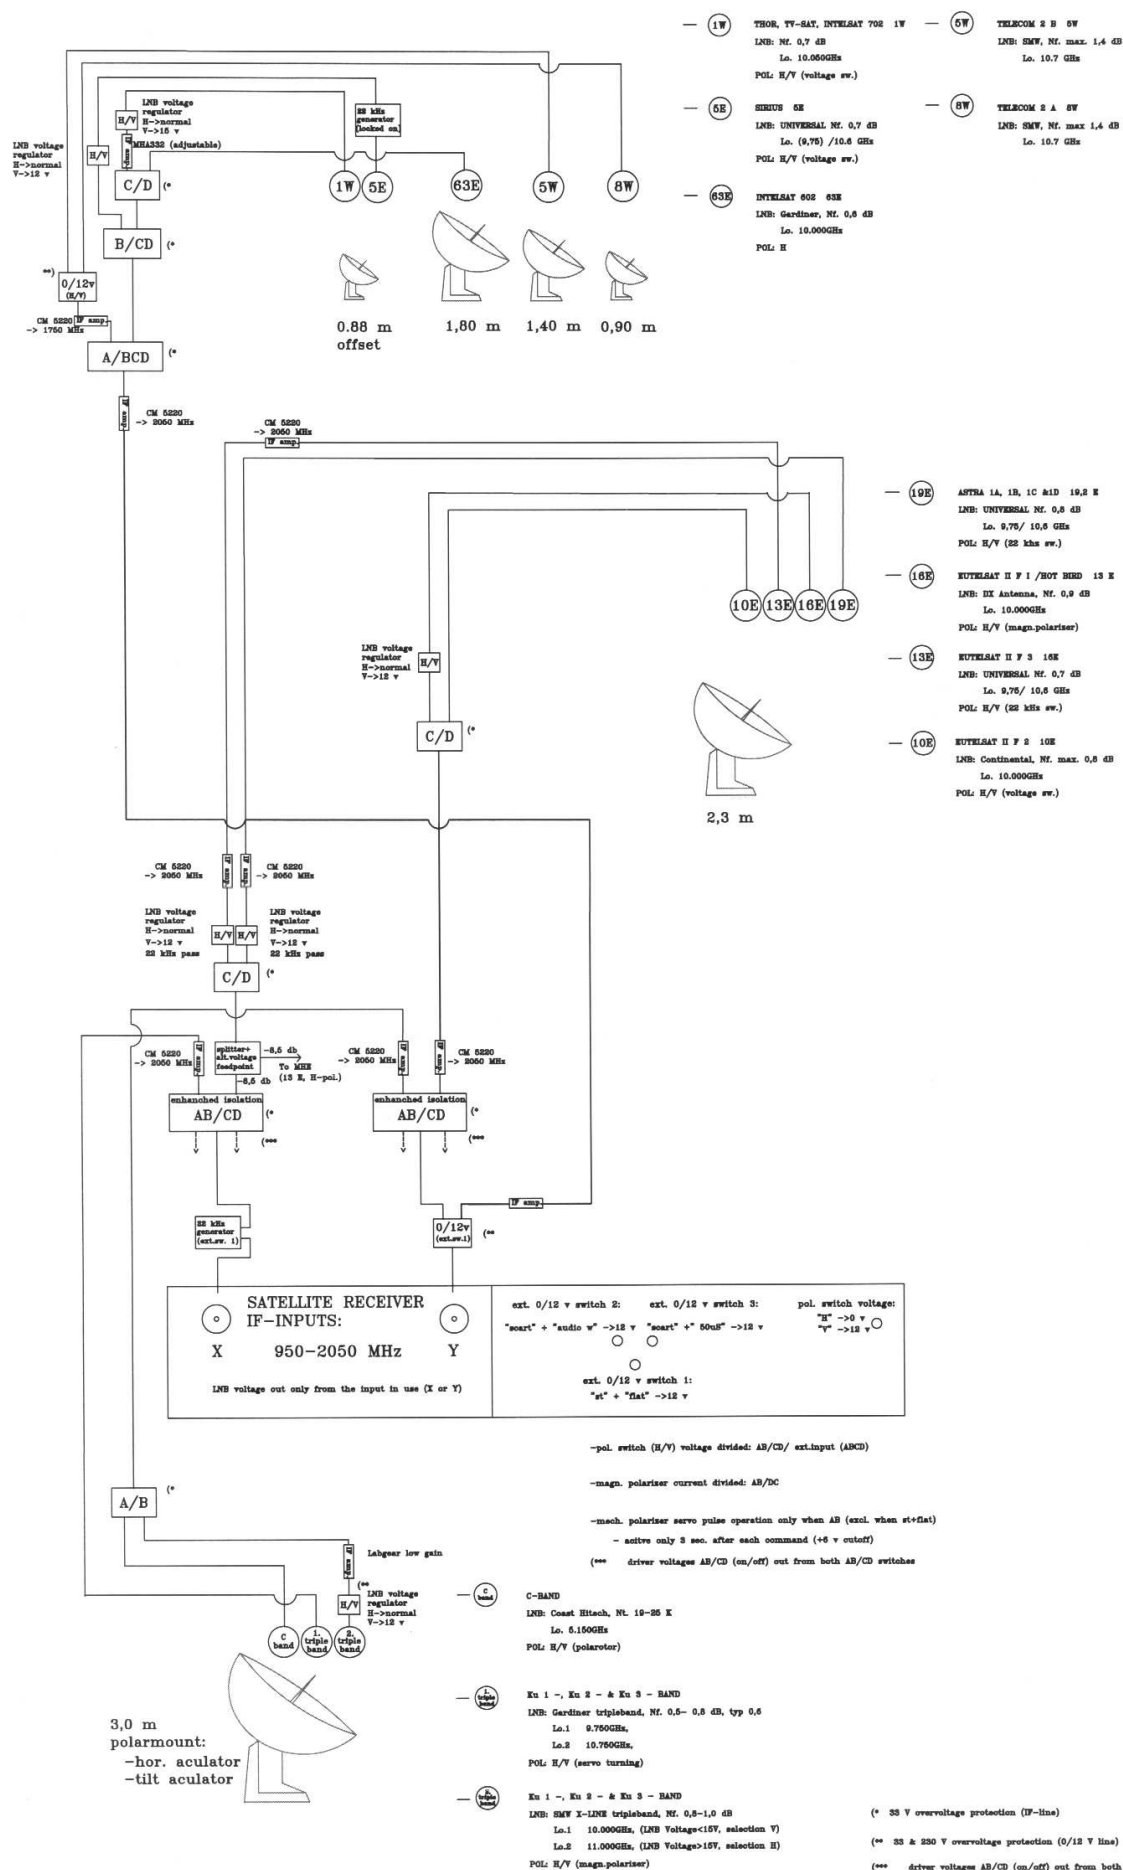 1W
THOR, TV-SAT, INTELSAT 702 1W
LNB: Nf. 0,7 dB
Lo. 10.050GHz
POL: H/V (voltage sw.)
5W
TELECOM 2 B 5W
LNB: SMW, Nf. max. 1,4 dB
Lo. 10.7 GHz
5E
SIRIUS 5E
LNB: UNIVERSAL Nf. 0,7 dB
Lo. (9,75) /10.6 GHz
POL: H/V (voltage sw.)
8W
TELECOM 2 A 8W
LNB: SMW, Nf. max 1,4 dB
Lo. 10.7 GHz
63E
INTELSAT 602 63E
LNB: Gardiner, Nf. 0,6 dB
Lo. 10.000GHz
POL: H
LNB voltage
regulator
H->normal
V->15 v
H/V
IF amp.
MHA332 (adjustable)
22 kHz
generator
(locked on)
LNB voltage
regulator
H->normal
V->12 v
H/V
C/D
(*
1W
5E
63E
5W
8W
B/CD
(*
**)
0/12v
(H/V)
CM 5220
-> 1750 MHz
IF amp
A/BCD
(*
0.88 m
offset
1,80 m
1,40 m
0,90 m
IF amp.
CM 5220
-> 2050 MHz
CM 5220
-> 2050 MHz
IF amp.
19E
ASTRA 1A, 1B, 1C &1D 19,2 E
LNB: UNIVERSAL Nf. 0,8 dB
Lo. 9,75/ 10,6 GHz
POL: H/V (22 khz sw.)
16E
EUTELSAT II F 1 /HOT BIRD 13 E
LNB: DX Antenna, Nf. 0,9 dB
Lo. 10.000GHz
POL: H/V (magn.polarizer)
10E
13E
16E
19E
13E
EUTELSAT II F 3 16E
LNB: UNIVERSAL Nf. 0,7 dB
Lo. 9,75/ 10,6 GHz
POL: H/V (22 kHz sw.)
LNB voltage
regulator
H->normal
V->12 v
H/V
C/D
(*
10E
EUTELSAT II F 2 10E
LNB: Continental, Nf. max. 0,8 dB
Lo. 10.000GHz
POL: H/V (voltage sw.)
2,3 m
CM 5220
-> 2050 MHz
IF amp.
IF amp.
CM 5220
-> 2050 MHz
LNB voltage
regulator
H->normal
V->12 v
22 kHz pass
H/V
H/V
LNB voltage
regulator
H->normal
V->12 v
22 kHz pass
C/D
(*
CM 5220
-> 2050 MHz
IF amp.
splitter+
alt.voltage
feedpoint
-8,5 db
To MHE
(13 E, H-pol.)
-8,5 db
CM 5220
-> 2050 MHz
IF amp.
IF amp.
CM 5220
-> 2050 MHz
enhanched isolation
AB/CD
(*
(***
enhanched isolation
AB/CD
(*
(***
22 kHz
generator
(ext.sw. 1)
IF amp
0/12v
(ext.sw.1)
(**
SATELLITE RECEIVER
IF-INPUTS:
X
950-2050 MHz
Y
LNB voltage out only from the input in use (X or Y)
ext. 0/12 v switch 2:
"scart" + "audio w" ->12 v
ext. 0/12 v switch 3:
"scart" +" 50uS" ->12 v
pol. switch voltage:
"H" ->0 v
"V" ->12 v
ext. 0/12 v switch 1:
"st" + "flat" ->12 v
-pol. switch (H/V) voltage divided: AB/CD/ ext.input (ABCD)
-magn. polarizer current divided: AB/DC
-mech. polarizer servo pulse operation only when AB (excl. when st+flat)
- acitve only 3 sec. after each command (+6 v cutoff)
(*** driver voltages AB/CD (on/off) out from both AB/CD switches
A/B
(*
IF amp.
Labgear low gain
(**
H/V
LNB voltage
regulator
H->normal
V->12 v
C
band
1.
triple
band
2.
triple
band
C
band
C-BAND
LNB: Coast Hitech, Nt. 19-25 K
Lo. 5.150GHz
POL: H/V (polarotor)
1.
triple
band
Ku 1 -, Ku 2 - & Ku 3 - BAND
LNB: Gardiner tripleband, Nf. 0,5- 0,8 dB, typ 0,6
Lo.1 9.750GHz,
Lo.2 10.750GHz,
POL: H/V (servo turning)
3,0 m
polarmount:
-hor. aculator
-tilt aculator
2.
triple
band
Ku 1 -, Ku 2 - & Ku 3 - BAND
LNB: SMW X-LINE tripleband, Nf. 0,8-1,0 dB
Lo.1 10.000GHz, (LNB Voltage<15V, selection V)
Lo.2 11.000GHz, (LNB Voltage>15V, selection H)
POL: H/V (magn.polarizer)
(* 33 V overvoltage protection (IF-line)
(** 33 & 230 V overvoltage protection (0/12 V line)
(*** driver voltages AB/CD (on/off) out from both